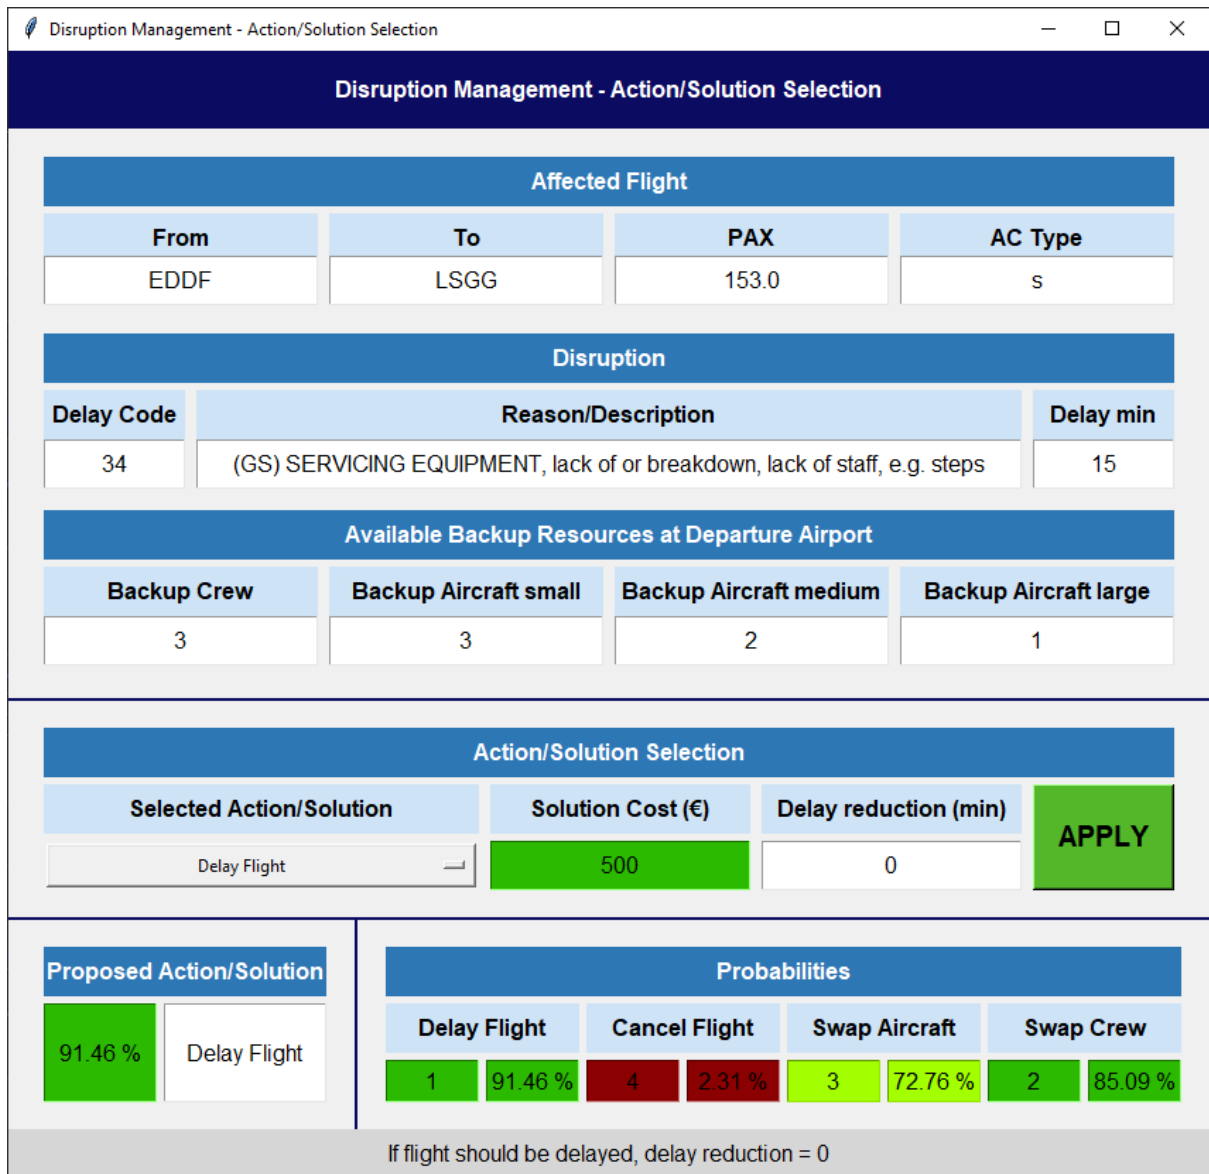 Disruption Management - Action/Solution Selection
Disruption Management - Action/Solution Selection
Affected Flight
From To PAX AC Type
EDDF LSGG 153.0 s
Disruption
Delay Code Reason/Description Delay min
34 (GS) SERVICING EQUIPMENT, lack of or breakdown, lack of staff, e.g. steps 15
Available Backup Resources at Departure Airport
Backup Crew Backup Aircraft small Backup Aircraft medium Backup Aircraft large
3 3 2 1
Action/Solution Selection
Selected Action/Solution Solution Cost (€) Delay reduction (min) APPLY
Delay Flight 500 0
Proposed Action/Solution
91.46 % Delay Flight
Probabilities
Delay Flight Cancel Flight Swap Aircraft Swap Crew
1 91.46 % 4 2.31 % 3 72.76 % 2 85.09 %
If flight should be delayed, delay reduction = 0